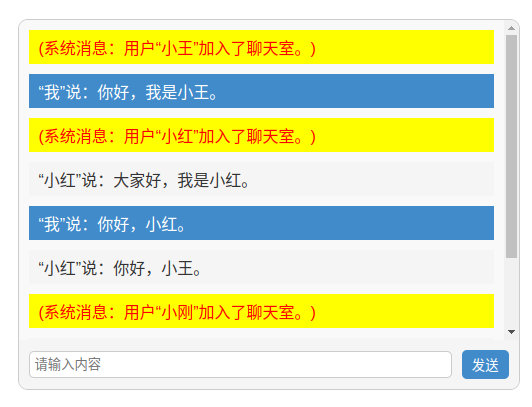 (系统消息：用户“小王”加入了聊天室。)
“我”说：你好，我是小王。
(系统消息：用户“小红”加入了聊天室。)
“小红”说：大家好，我是小红。
“我”说：你好，小红。
“小红”说：你好，小王。
(系统消息：用户“小刚”加入了聊天室。)
请输入内容
发送